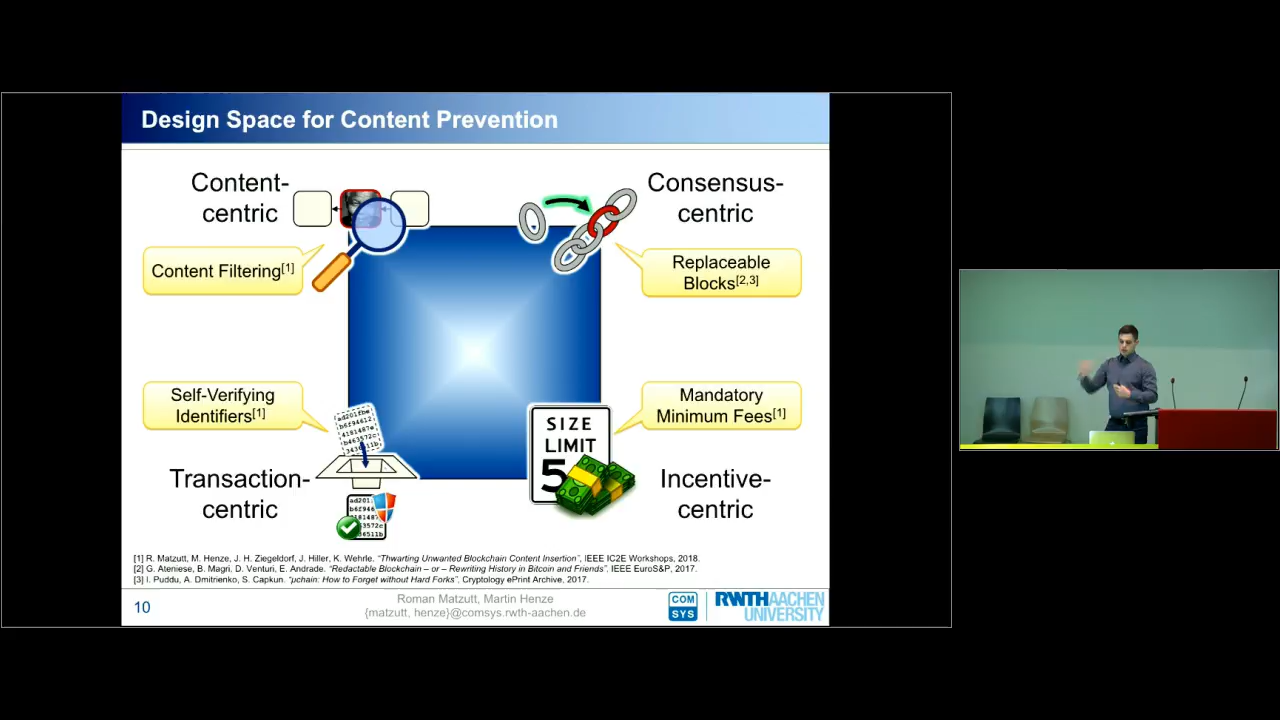 Design Space for Content Prevention
Content-
centric
Consensus-
centric
Content Filtering[1]
Replaceable
Blocks[2,3]
Self-Verifying
Identifiers[1]
Mandatory
Minimum Fees[1]
ad201fbe
b6f94612
4181487e
b463572c
SIZE
LIMIT
5
Transaction-
centric
Incentive-
centric
[1] R. Matzutt, M. Henze, J. H. Ziegeldorf, J. Hiller, K. Wehrle. “Thwarting Unwanted Blockchain Content Insertion”. IEEE IC2E Workshops, 2018.
[2] G. Ateniese, B. Magri, D. Venturi, E. Andrade. “Redactable Blockchain – or – Rewriting History in Bitcoin and Friends”. IEEE EuroS&P, 2017.
[3] I. Puddu, A. Dmitrienko, S. Capkun. “μchain: How to Forget without Hard Forks”. Cryptology ePrint Archive, 2017.
10
Roman Matzutt, Martin Henze
{matzutt, henze}@comsys.rwth-aachen.de
COM
SYS
RWTH AACHEN
UNIVERSITY